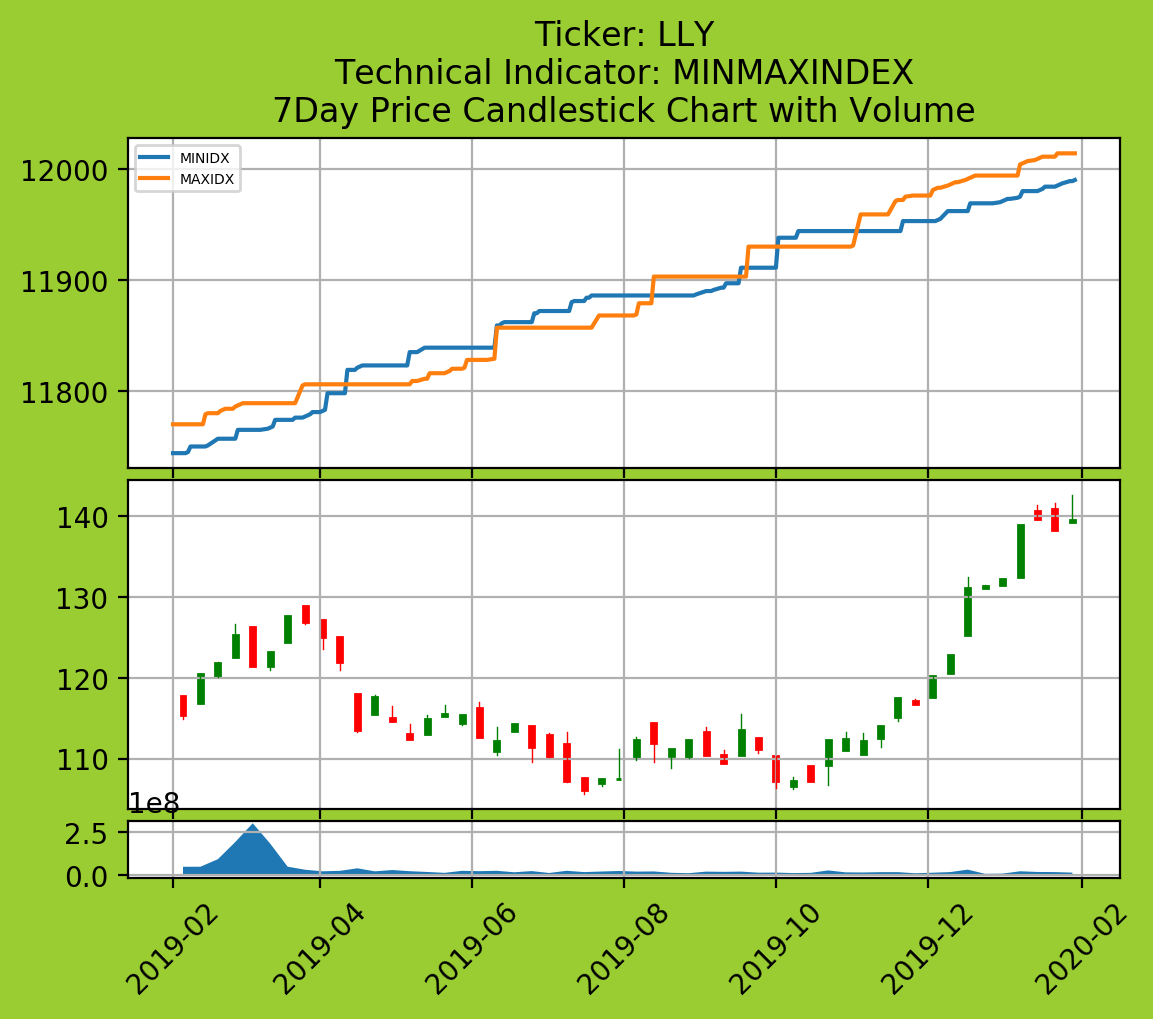 Ticker: LLY
Technical Indicator: MINMAXINDEX
7Day Price Candlestick Chart with Volume
MINIDX
MAXIDX
12000
11900
11800
140
130
120
110
1e8
2.5
0.0
2019-02
2019-04
2019-06
2019-08
2019-10
2019-12
2020-02